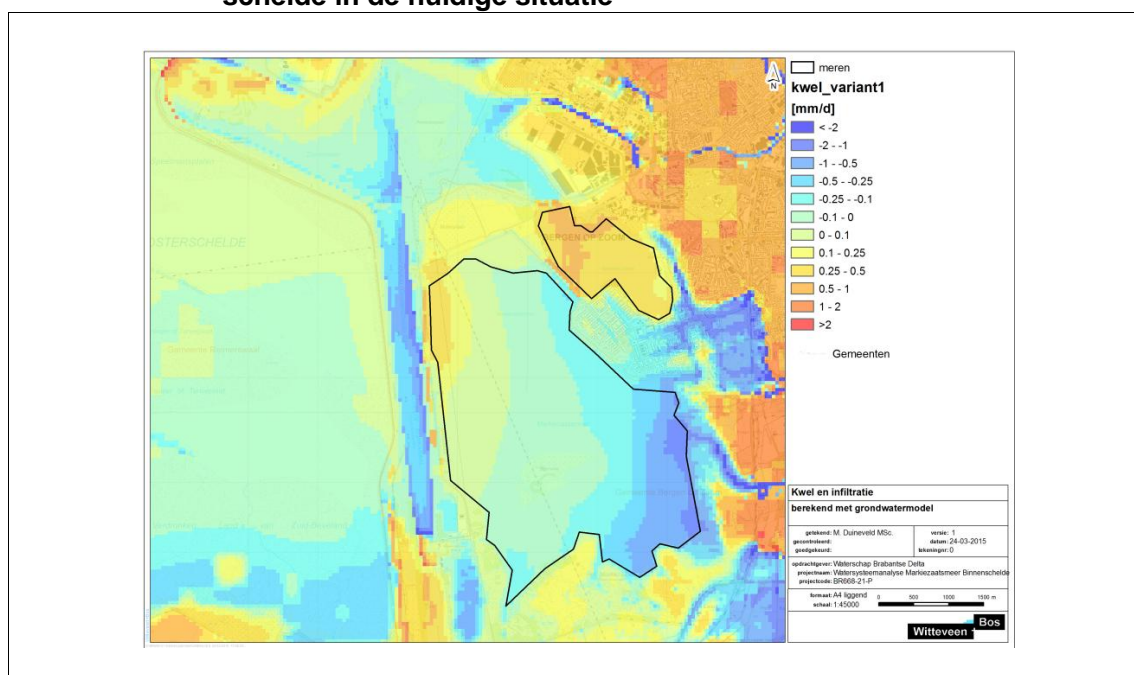 schelde in de huidige situatie
N
meren
kwel_variant1
[mm/d]
< -2
-2 - -1
-1 - -0.5
-0.5 - -0.25
-0.25 - -0.1
-0.1 - 0
0 - 0.1
0.1 - 0.25
0.25 - 0.5
0.5 - 1
1 - 2
>2
Gemeenten
OSTERSCHELDE
BERGEN OP ZOOM
Kwel en infiltratie
berekend met grondwatermodel
getekend: M. Duineveld MSc.
versie: 1
gecontroleerd:
datum: 24-03-2015
goedgekeurd:
tekeningnr: 0
opdrachtgever: Waterschap Brabantse Delta
projectnaam: Watersysteemanalyse Markiezaatsmeer Binnenschelde
projectcode: BR668-21-P
formaat: A4 liggend
schaal: 1:45000
0 500 1000 1500 m
Witteveen + Bos